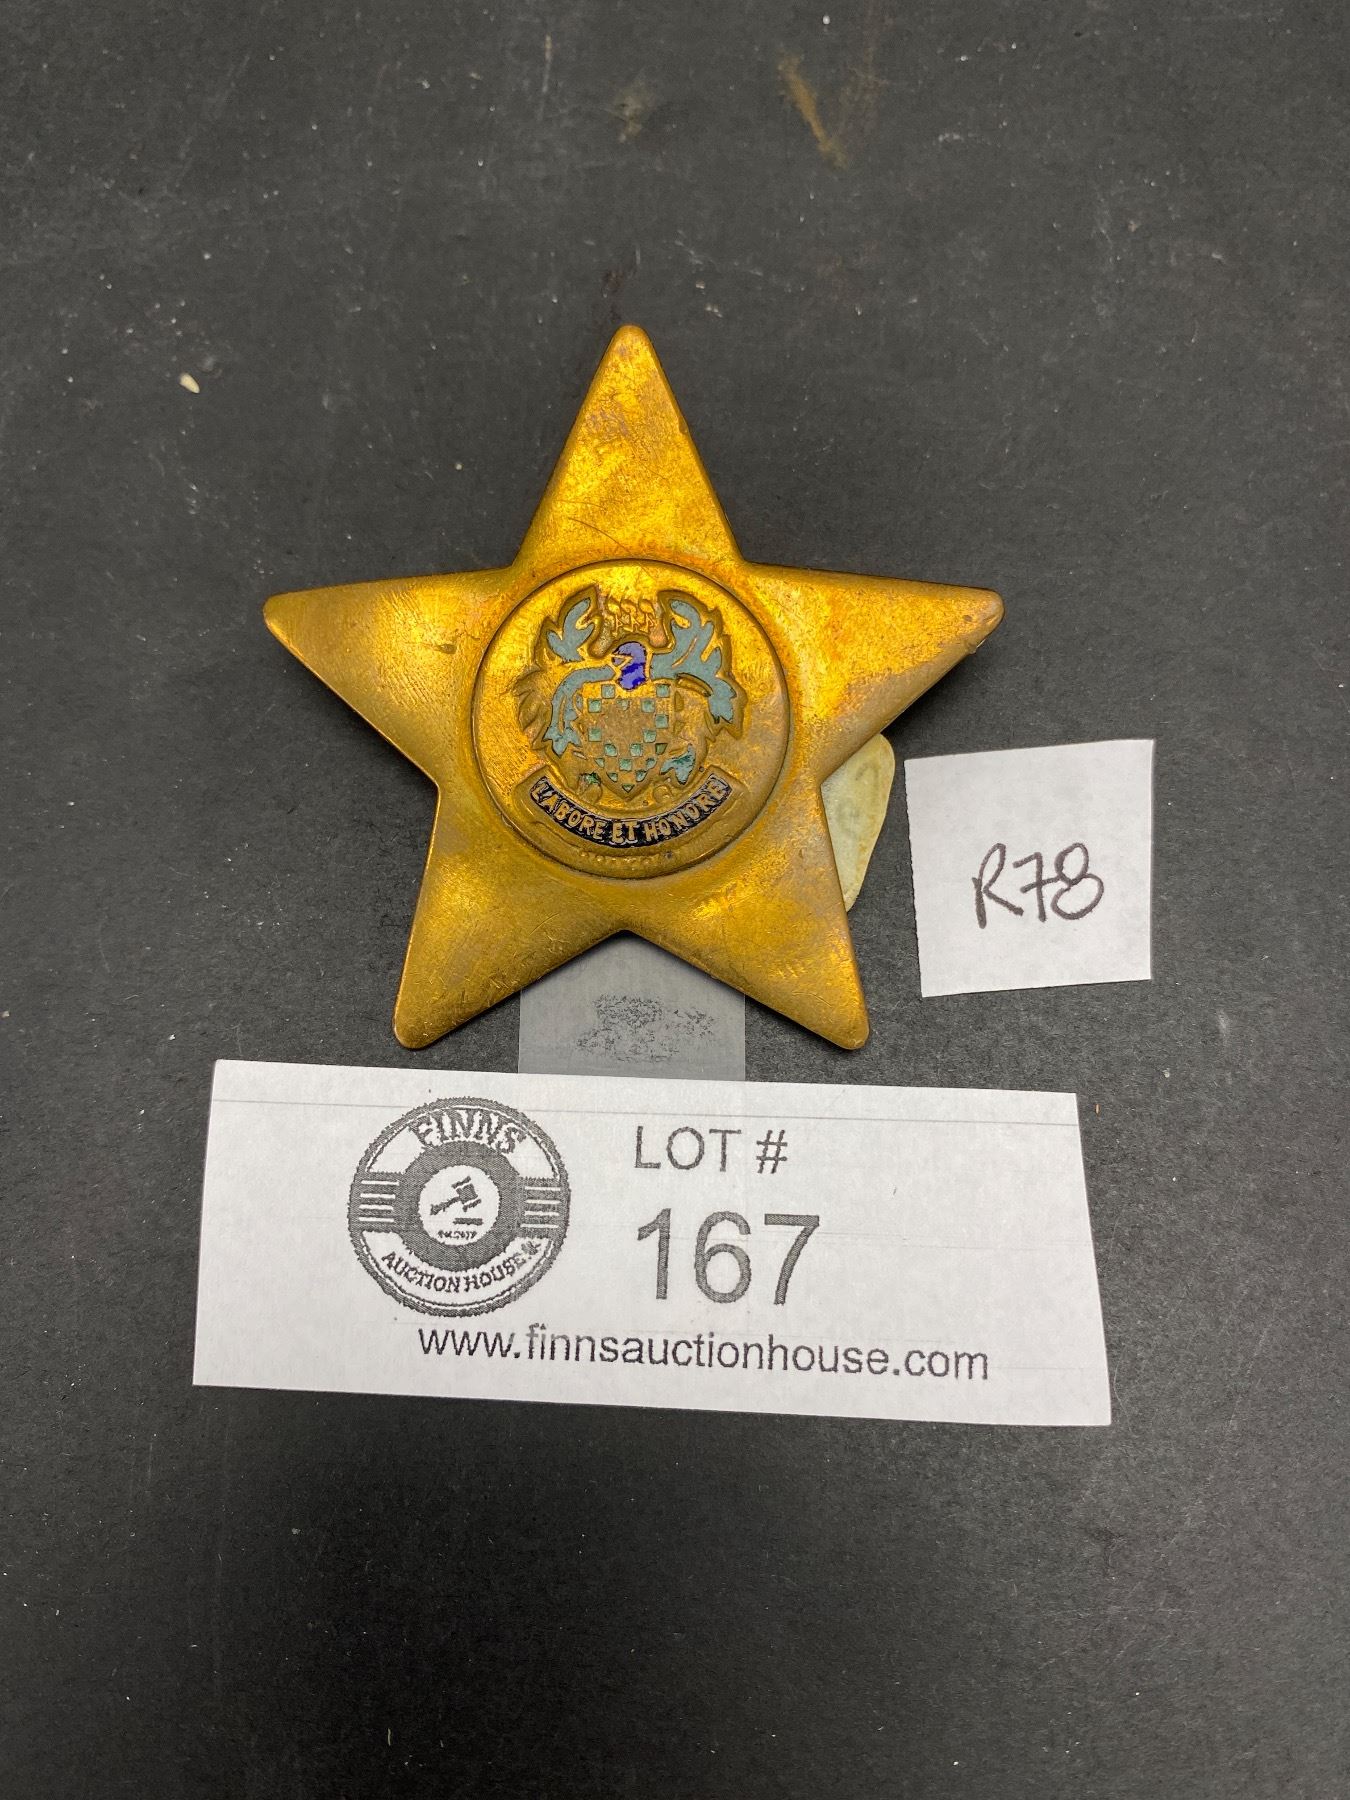 LABORE ET HONORE
R78
FINNS
AUCTION HOUSE
LOT #
167
www.finnsauctionhouse.com